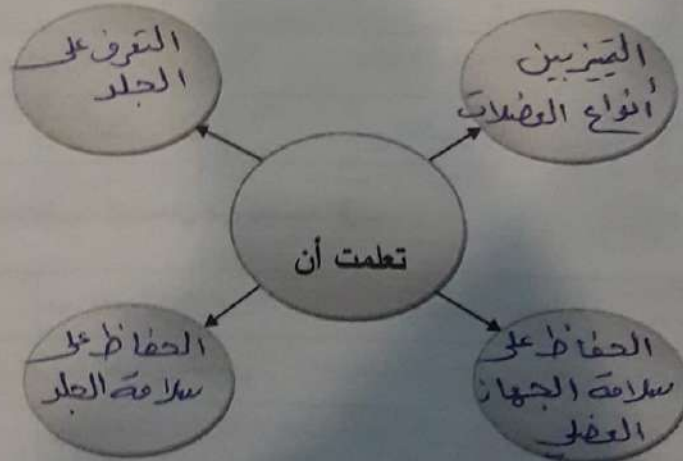 التمييز بين
أنواع العضلات
التعرف على
الجلد
تعلمت أن
الحفاظ على
سلامة الجهاز
العضلي
الحفاظ على
سلامة الجلد